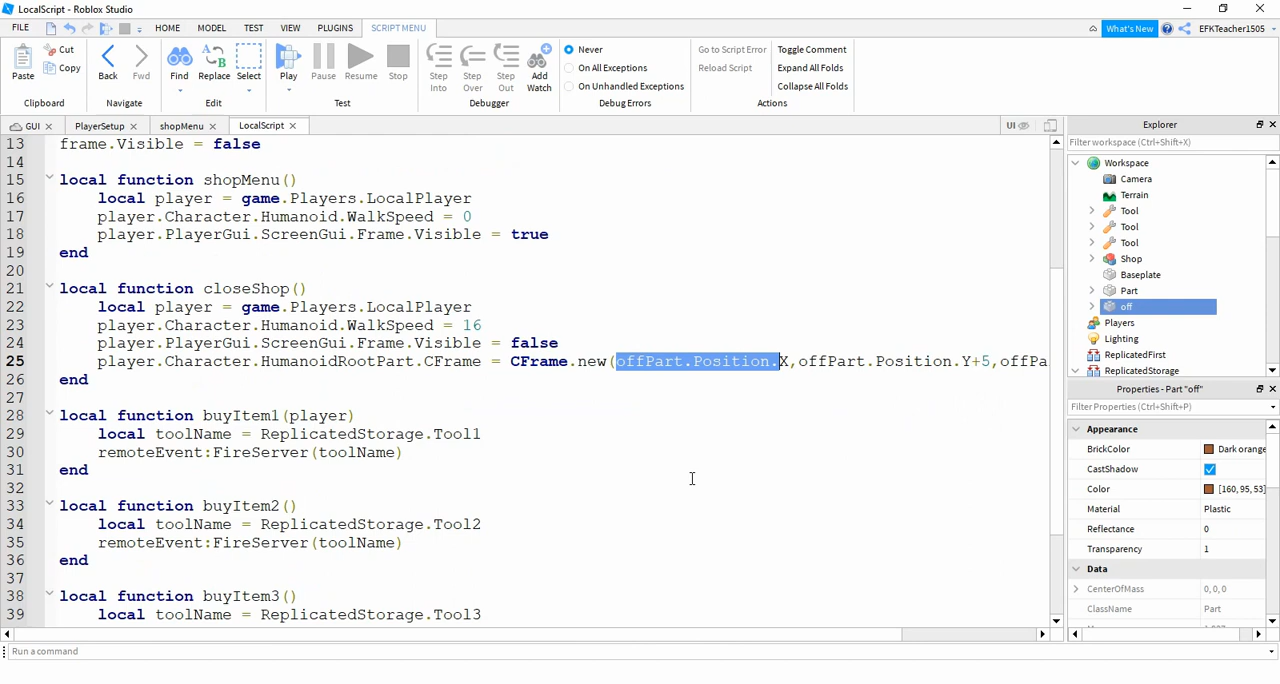 LocalScript - Roblox Studio
FILE HOME MODEL TEST VIEW PLUGINS SCRIPT MENU What's New EFKTeacher1505
Paste Cut Copy Back Fwd Find Replace Select Play Pause Resume Stop Step Into Step Over Step Out Add Watch
Never Go to Script Error Toggle Comment
On All Exceptions Reload Script Expand All Folds
On Unhandled Exceptions Collapse All Folds
Clipboard Navigate Edit Test Debugger Debug Errors Actions
GUI PlayerSetup shopMenu LocalScript UI
13 frame.Visible = false
14
15 local function shopMenu()
16 local player = game.Players.LocalPlayer
17 player.Character.Humanoid.WalkSpeed = 0
18 player.PlayerGui.ScreenGui.Frame.Visible = true
19 end
20
21 local function closeShop()
22 local player = game.Players.LocalPlayer
23 player.Character.Humanoid.WalkSpeed = 16
24 player.PlayerGui.ScreenGui.Frame.Visible = false
25 player.Character.HumanoidRootPart.CFrame = CFrame.new(offPart.Position.X,offPart.Position.Y+5,offPa
26 end
27
28 local function buyItem1(player)
29 local toolName = ReplicatedStorage.Tool1
30 remoteEvent:FireServer(toolName)
31 end
32
33 local function buyItem2()
34 local toolName = ReplicatedStorage.Tool2
35 remoteEvent:FireServer(toolName)
36 end
37
38 local function buyItem3()
39 local toolName = ReplicatedStorage.Tool3
Explorer
Filter workspace (Ctrl+Shift+X)
Workspace
Camera
Terrain
Tool
Tool
Tool
Shop
Baseplate
Part
off
Players
Lighting
ReplicatedFirst
ReplicatedStorage
Properties - Part "off"
Filter Properties (Ctrl+Shift+P)
Appearance
BrickColor Dark orange
CastShadow
Color [160, 95, 53]
Material Plastic
Reflectance 0
Transparency 1
Data
CenterOfMass 0, 0, 0
ClassName Part
Run a command